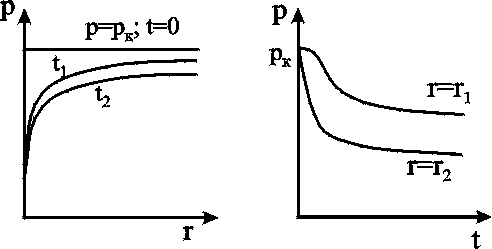 p
p=pк; t=0
t1
t2
r
p
pк
r=r1
r=r2
t